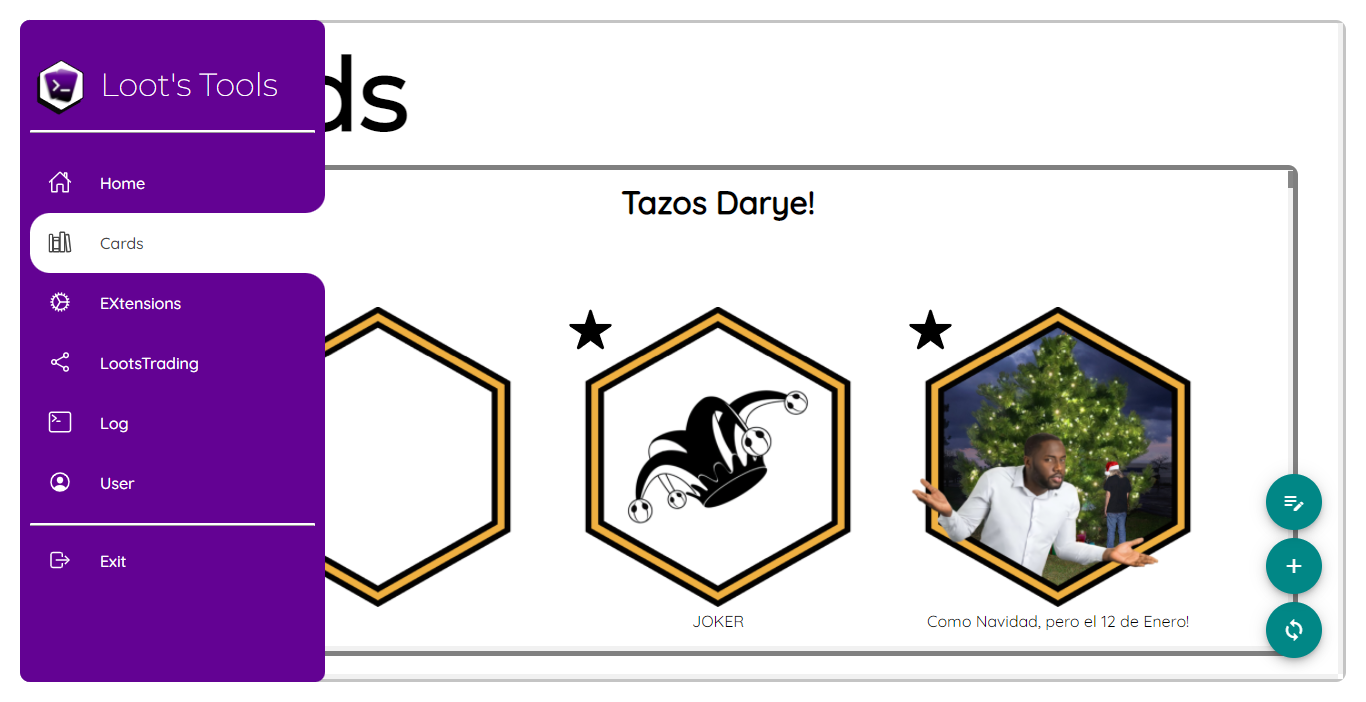 Loot's Tools
ds
Home
Cards
EXtensions
LootsTrading
Log
User
Exit
Tazos Darye!
JOKER
Como Navidad, pero el 12 de Enero!